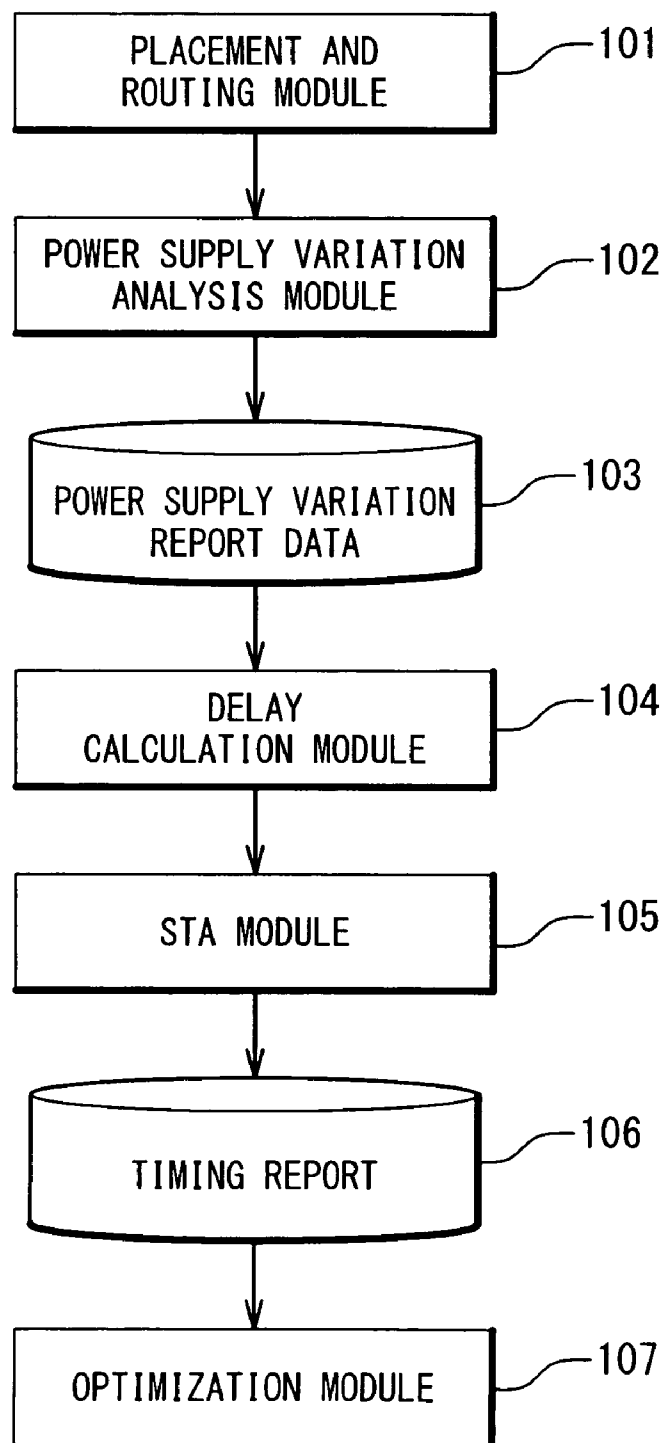 PLACEMENT AND
ROUTING MODULE
101
POWER SUPPLY VARIATION
ANALYSIS MODULE
102
POWER SUPPLY VARIATION
REPORT DATA
103
DELAY
CALCULATION MODULE
104
STA MODULE
105
TIMING REPORT
106
OPTIMIZATION MODULE
107